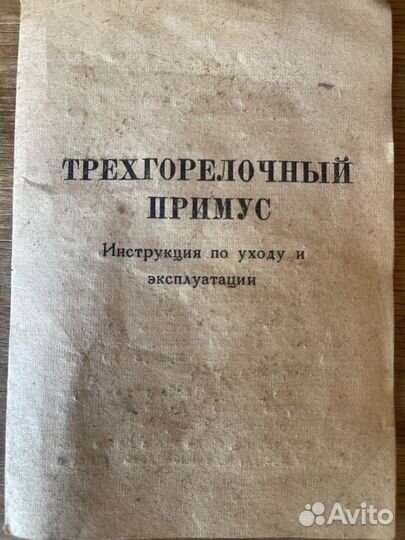 ТРЕХГОРЕЛОЧНЫЙ
ПРИМУС
Инструкция по уходу и
эксплуатации
Avito